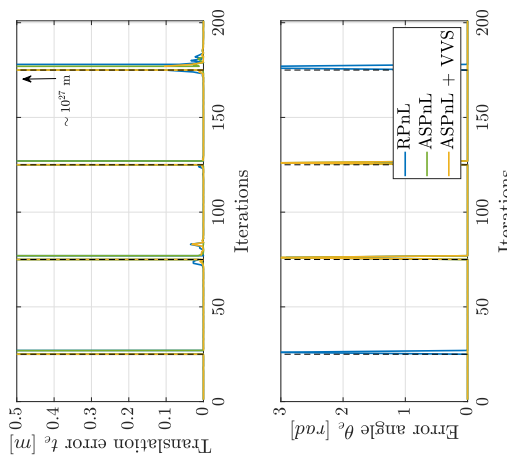 Translation error t_e [m]
0.5
0.4
0.3
0.2
0.1
0
~ 10^27 m
0
50
100
150
200
Iterations
Error angle θ_e [rad]
3
2
1
0
RPnL
ASPnL
ASPnL + VVS
0
50
100
150
200
Iterations